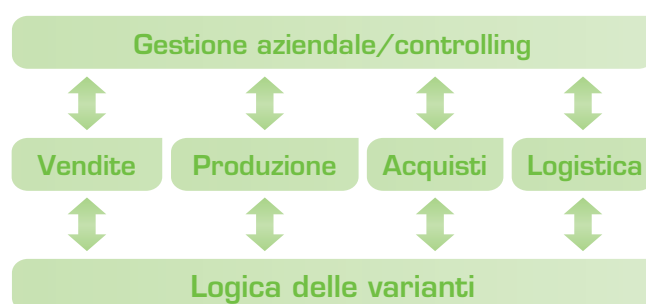 Gestione aziendale/controlling
Vendite Produzione Acquisti Logistica
Logica delle varianti